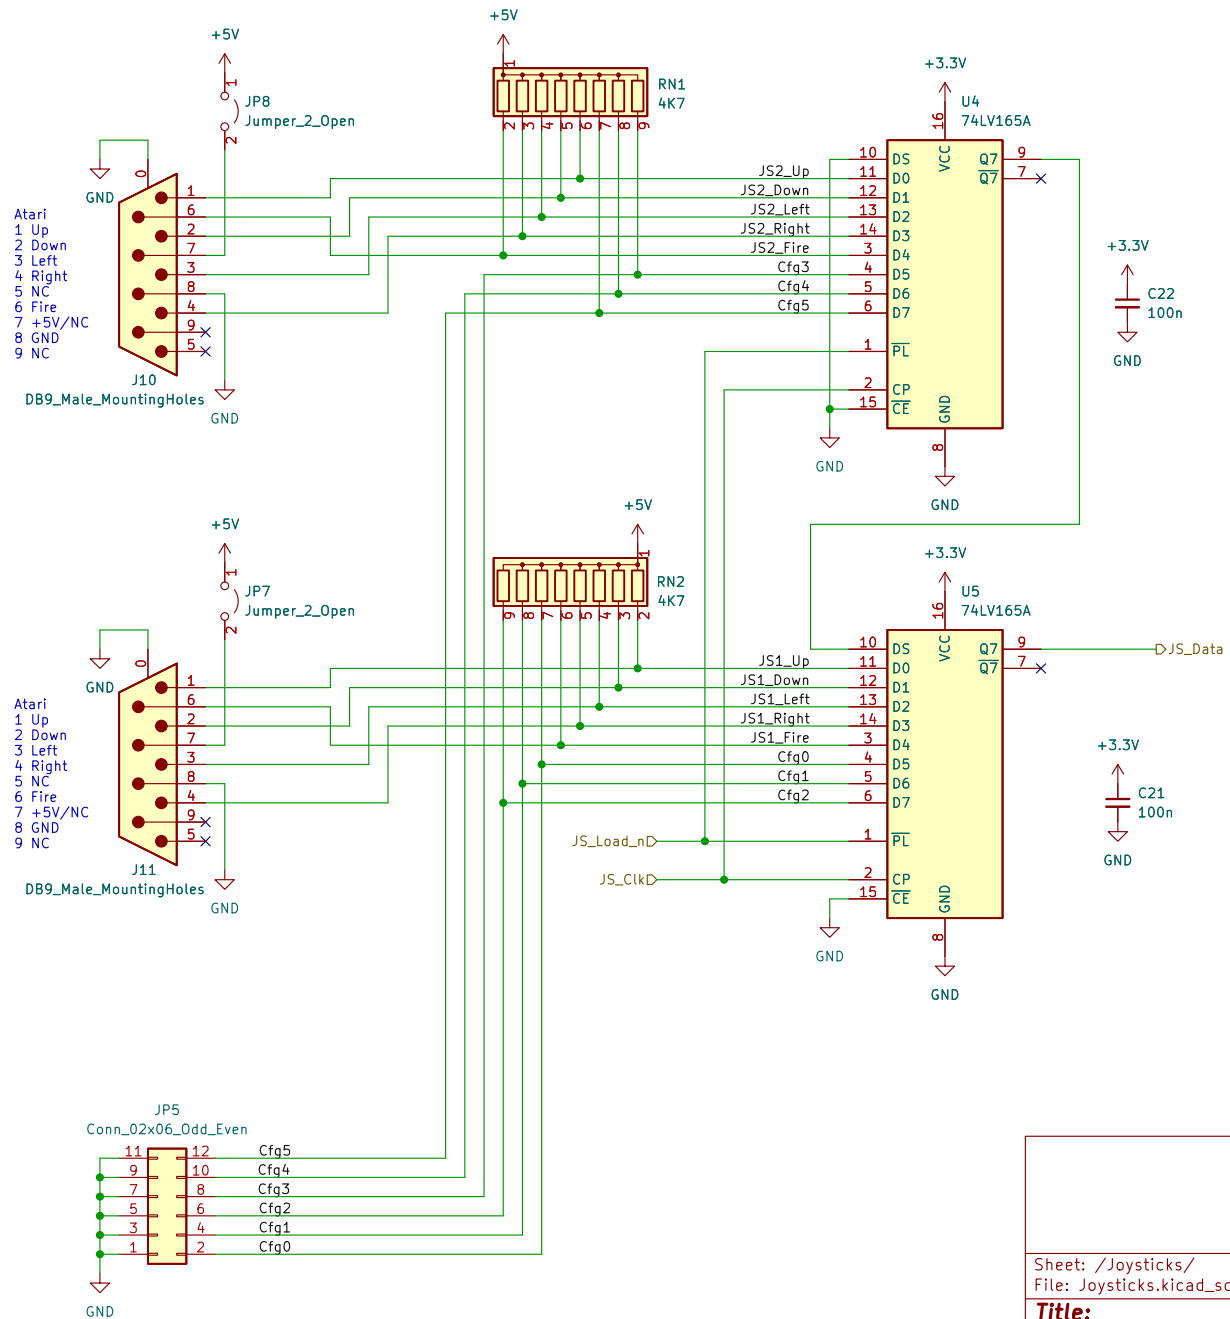 +5V
1
JP8
Jumper_2_Open
2
+5V
1
RN1
4K7
2
3
4
5
6
7
8
9
+3.3V
U4
74LV165A
16
VCC
10 DS
11 D0
12 D1
13 D2
14 D3
3 D4
4 D5
5 D6
6 D7
1 PL
2 CP
15 CE
Q7 9
Q7 7
GND
8
GND
GND
JS2_Up
JS2_Down
JS2_Left
JS2_Right
JS2_Fire
Cfg3
Cfg4
Cfg5
GND
0
1
6
2
7
3
8
4
9
5
Atari
1 Up
2 Down
3 Left
4 Right
5 NC
6 Fire
7 +5V/NC
8 GND
9 NC
J10
DB9_Male_MountingHoles
GND
+3.3V
C22
100n
GND
+5V
1
JP7
Jumper_2_Open
2
+5V
1
RN2
4K7
9
8
7
6
5
4
3
2
+3.3V
U5
74LV165A
16
VCC
10 DS
11 D0
12 D1
13 D2
14 D3
3 D4
4 D5
5 D6
6 D7
1 PL
2 CP
15 CE
Q7 9
Q7 7
JS_Data
GND
8
GND
GND
JS1_Up
JS1_Down
JS1_Left
JS1_Right
JS1_Fire
Cfg0
Cfg1
Cfg2
JS_Load_n
JS_Clk
GND
0
1
6
2
7
3
8
4
9
5
Atari
1 Up
2 Down
3 Left
4 Right
5 NC
6 Fire
7 +5V/NC
8 GND
9 NC
J11
DB9_Male_MountingHoles
GND
+3.3V
C21
100n
GND
JP5
Conn_02x06_Odd_Even
11 12 Cfg5
9 10 Cfg4
7 8 Cfg3
5 6 Cfg2
3 4 Cfg1
1 2 Cfg0
GND
Sheet: /Joysticks/
File: Joysticks.kicad_sc
Title: